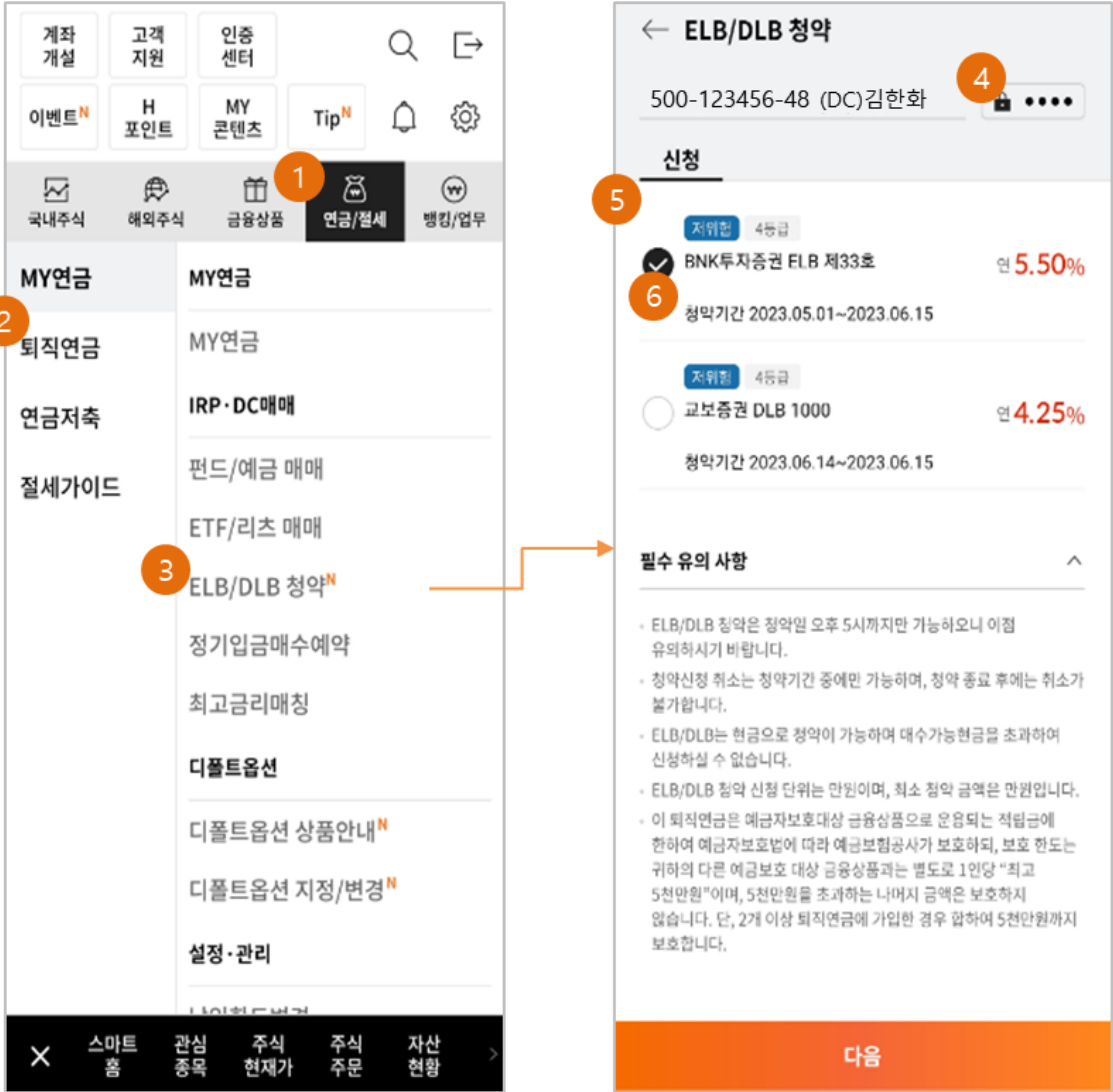 계좌
개설
고객
지원
인증
센터
이벤트N
H
포인트
MY
콘텐츠
TipN
1
국내주식
해외주식
금융상품
연금/절세
뱅킹/업무
MY연금
2
퇴직연금
연금저축
절세가이드
MY연금
MY연금
IRP·DC매매
펀드/예금 매매
ETF/리츠 매매
3
ELB/DLB 청약N
정기입금매수예약
최고금리매칭
디폴트옵션
디폴트옵션 상품안내N
디폴트옵션 지정/변경N
설정·관리
스마트
홈
관심
종목
주식
현재가
주식
주문
자산
현황
← ELB/DLB 청약
4
500-123456-48 (DC)김한화
신청
5
저위험 4등급
BNK투자증권 ELB 제33호
연 5.50%
6
청약기간 2023.05.01~2023.06.15
저위험 4등급
교보증권 DLB 1000
연 4.25%
청약기간 2023.06.14~2023.06.15
필수 유의 사항
ELB/DLB 청약은 청약일 오후 5시까지만 가능하오니 이점
유의하시기 바랍니다.
청약신청 취소는 청약기간 중에만 가능하며, 청약 종료 후에는 취소가
불가합니다.
ELB/DLB는 현금으로 청약이 가능하며 매수가능현금을 초과하여
신청하실 수 없습니다.
ELB/DLB 청약 신청 단위는 만원이며, 최소 청약 금액은 만원입니다.
이 퇴직연금은 예금자보호대상 금융상품으로 운용되는 적립금에
한하여 예금자보호법에 따라 예금보험공사가 보호하되, 보호 한도는
귀하의 다른 예금보호 대상 금융상품과는 별도로 1인당 “최고
5천만원”이며, 5천만원을 초과하는 나머지 금액은 보호하지
않습니다. 단, 2개 이상 퇴직연금에 가입한 경우 합하여 5천만원까지
보호합니다.
다음